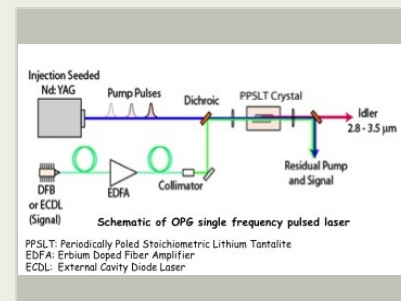 Injection Seeded
Nd: YAG
Pump Pulses
Dichroic
PPSLT Crystal
Idler
2.8 - 3.5 µm
Residual Pump
and Signal
DFB
or ECDL
(Signal)
EDFA
Collimator
Schematic of OPG single frequency pulsed laser
PPSLT: Periodically Poled Stoichiometric Lithium Tantalite
EDFA: Erbium Doped Fiber Amplifier
ECDL: External Cavity Diode Laser